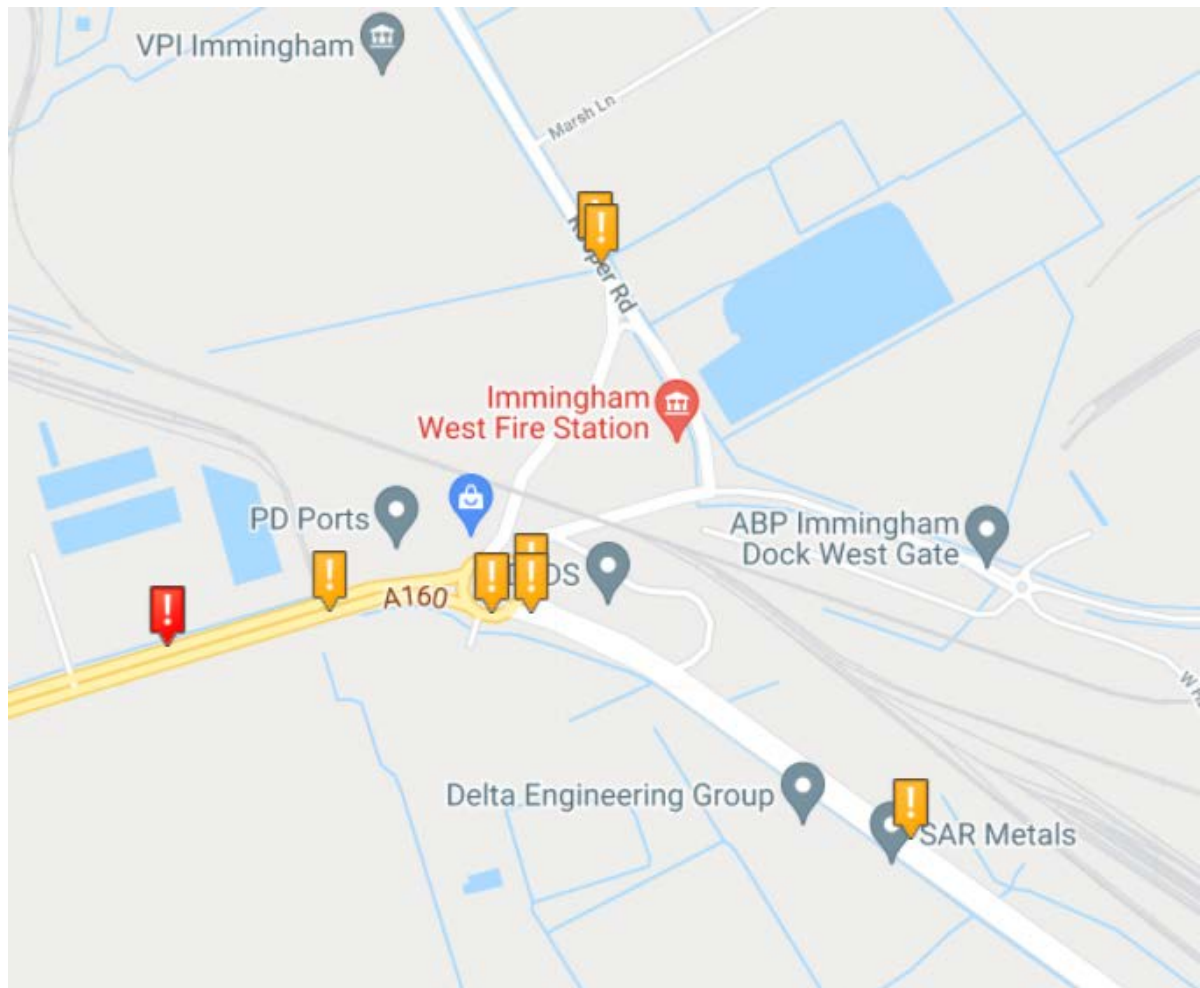 VPI Immingham
Marsh Ln
Rd
Immingham
West Fire Station
PD Ports
ABP Immingham
Dock West Gate
A160
Delta Engineering Group
SAR Metals